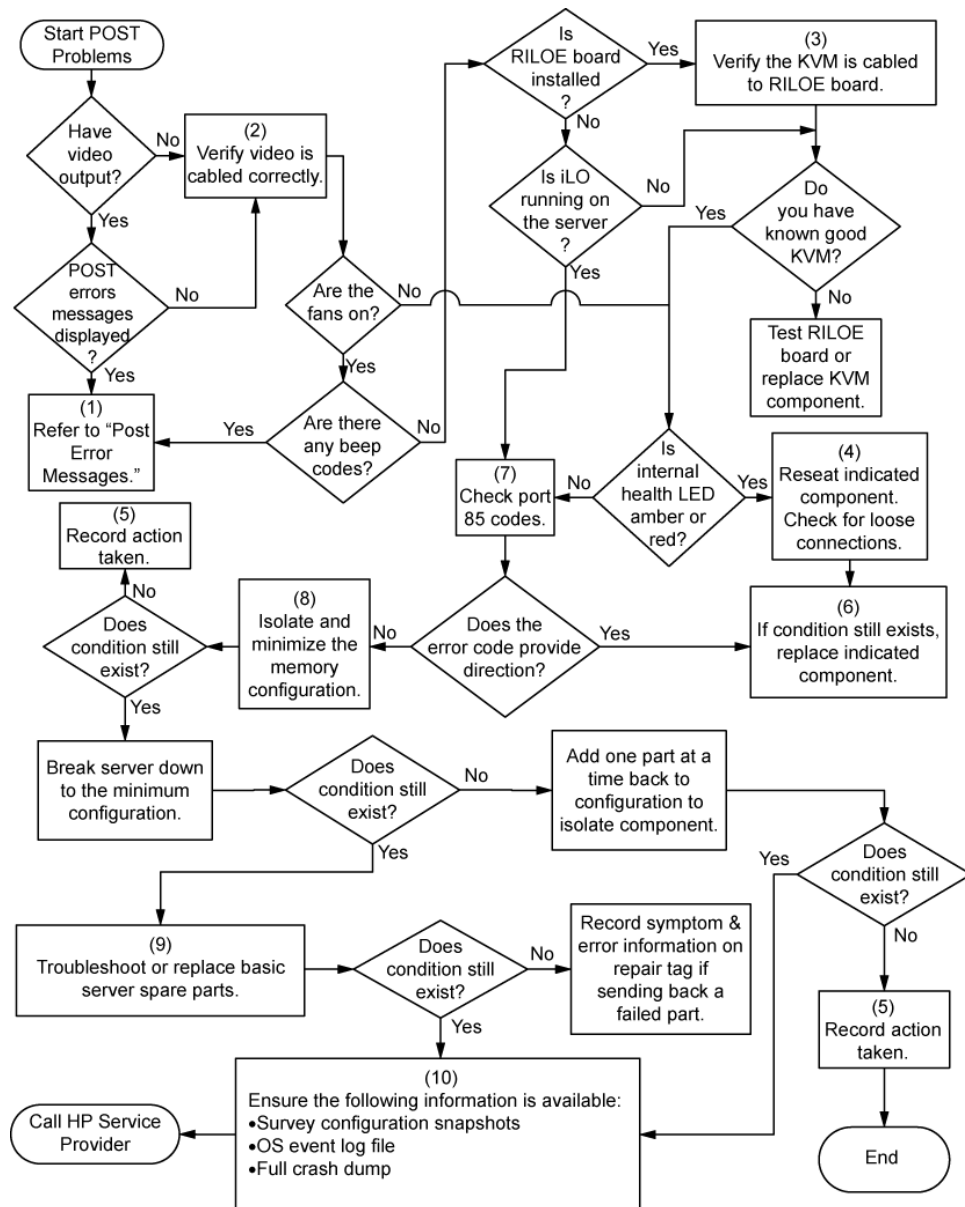 Start POST
Problems
Have
video
output?
No
Yes
(2)
Verify video is
cabled correctly.
POST
errors
messages
displayed
?
No
Yes
(1)
Refer to “Post
Error
Messages.”
Are the
fans on?
No
Yes
Are there
any beep
codes?
Yes
No
Is
RILOE board
installed
?
Yes
No
(3)
Verify the KVM is cabled
to RILOE board.
Is iLO
running on
the server
?
No
Yes
Do
you have
known good
KVM?
Yes
No
Test RILOE
board or
replace KVM
component.
Is
internal
health LED
amber or
red?
No
Yes
(4)
Reseat indicated
component.
Check for loose
connections.
(7)
Check port
85 codes.
(6)
If condition still exists,
replace indicated
component.
Does the
error code provide
direction?
Yes
No
(8)
Isolate and
minimize the
memory
configuration.
(5)
Record action
taken.
No
Does
condition still
exist?
Yes
Break server down
to the minimum
configuration.
Does
condition still
exist?
No
Yes
Add one part at a
time back to
configuration to
isolate component.
Does
condition still
exist?
Yes
No
(9)
Troubleshoot or replace basic
server spare parts.
Does
condition still
exist?
No
Yes
Record symptom &
error information on
repair tag if
sending back a
failed part.
(5)
Record action
taken.
End
(10)
Ensure the following information is available:
•Survey configuration snapshots
•OS event log file
•Full crash dump
Call HP Service
Provider